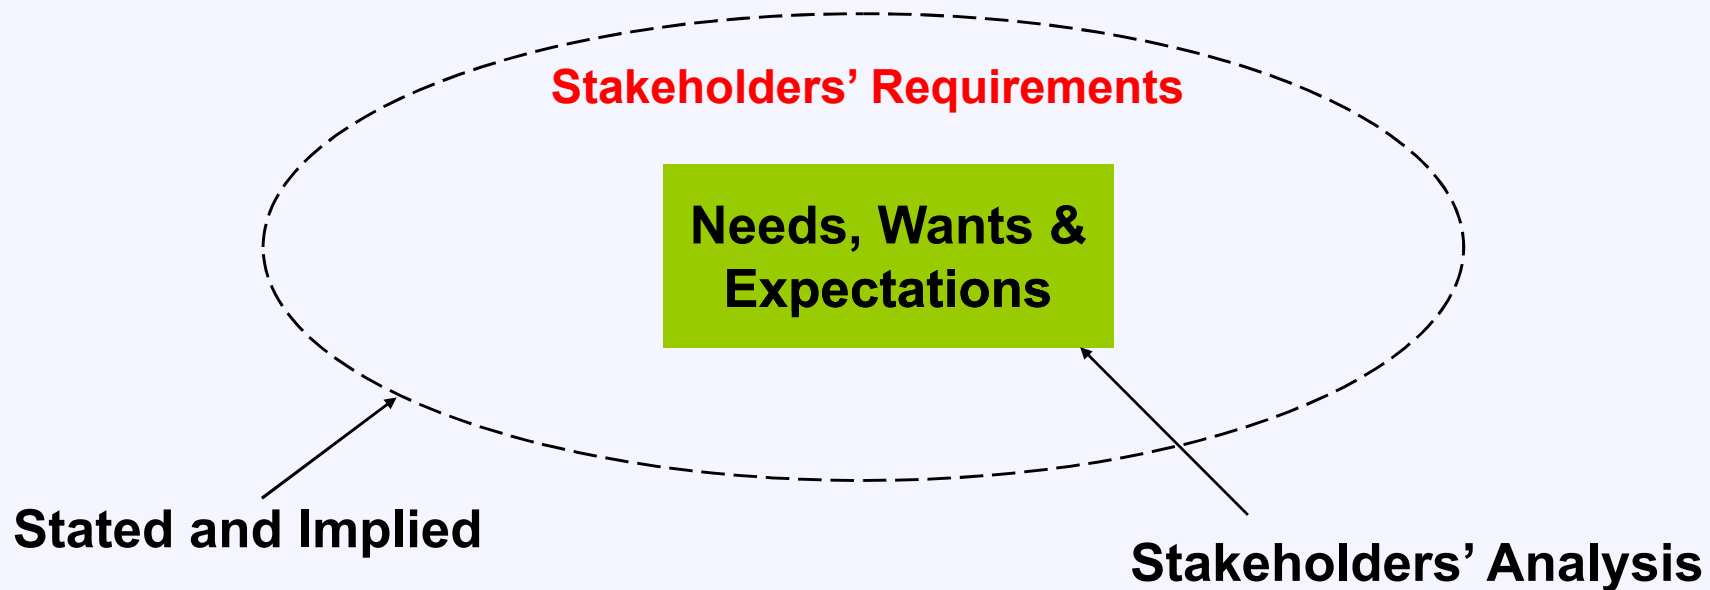 Stakeholders’ Requirements
Needs, Wants &
Expectations
Stated and Implied
Stakeholders’ Analysis